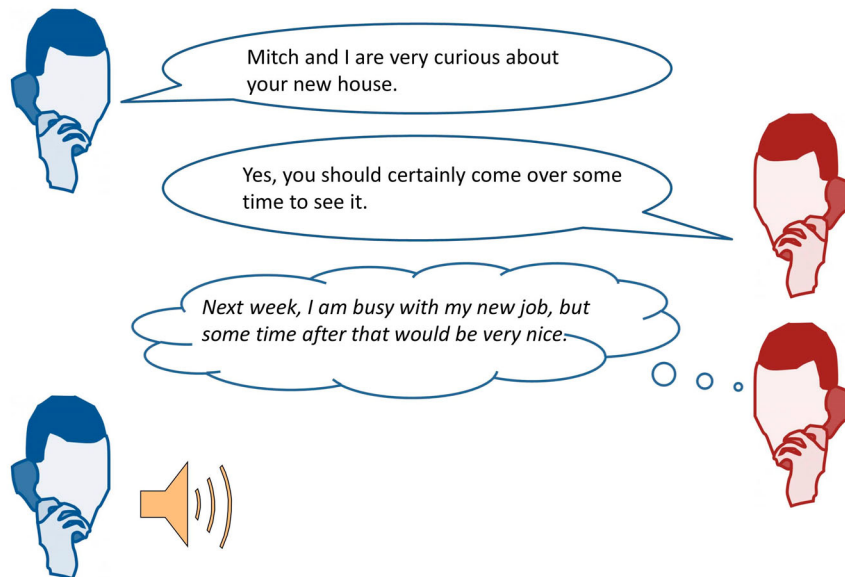 Mitch and I are very curious about
your new house.
Yes, you should certainly come over some
time to see it.
Next week, I am busy with my new job, but
some time after that would be very nice.